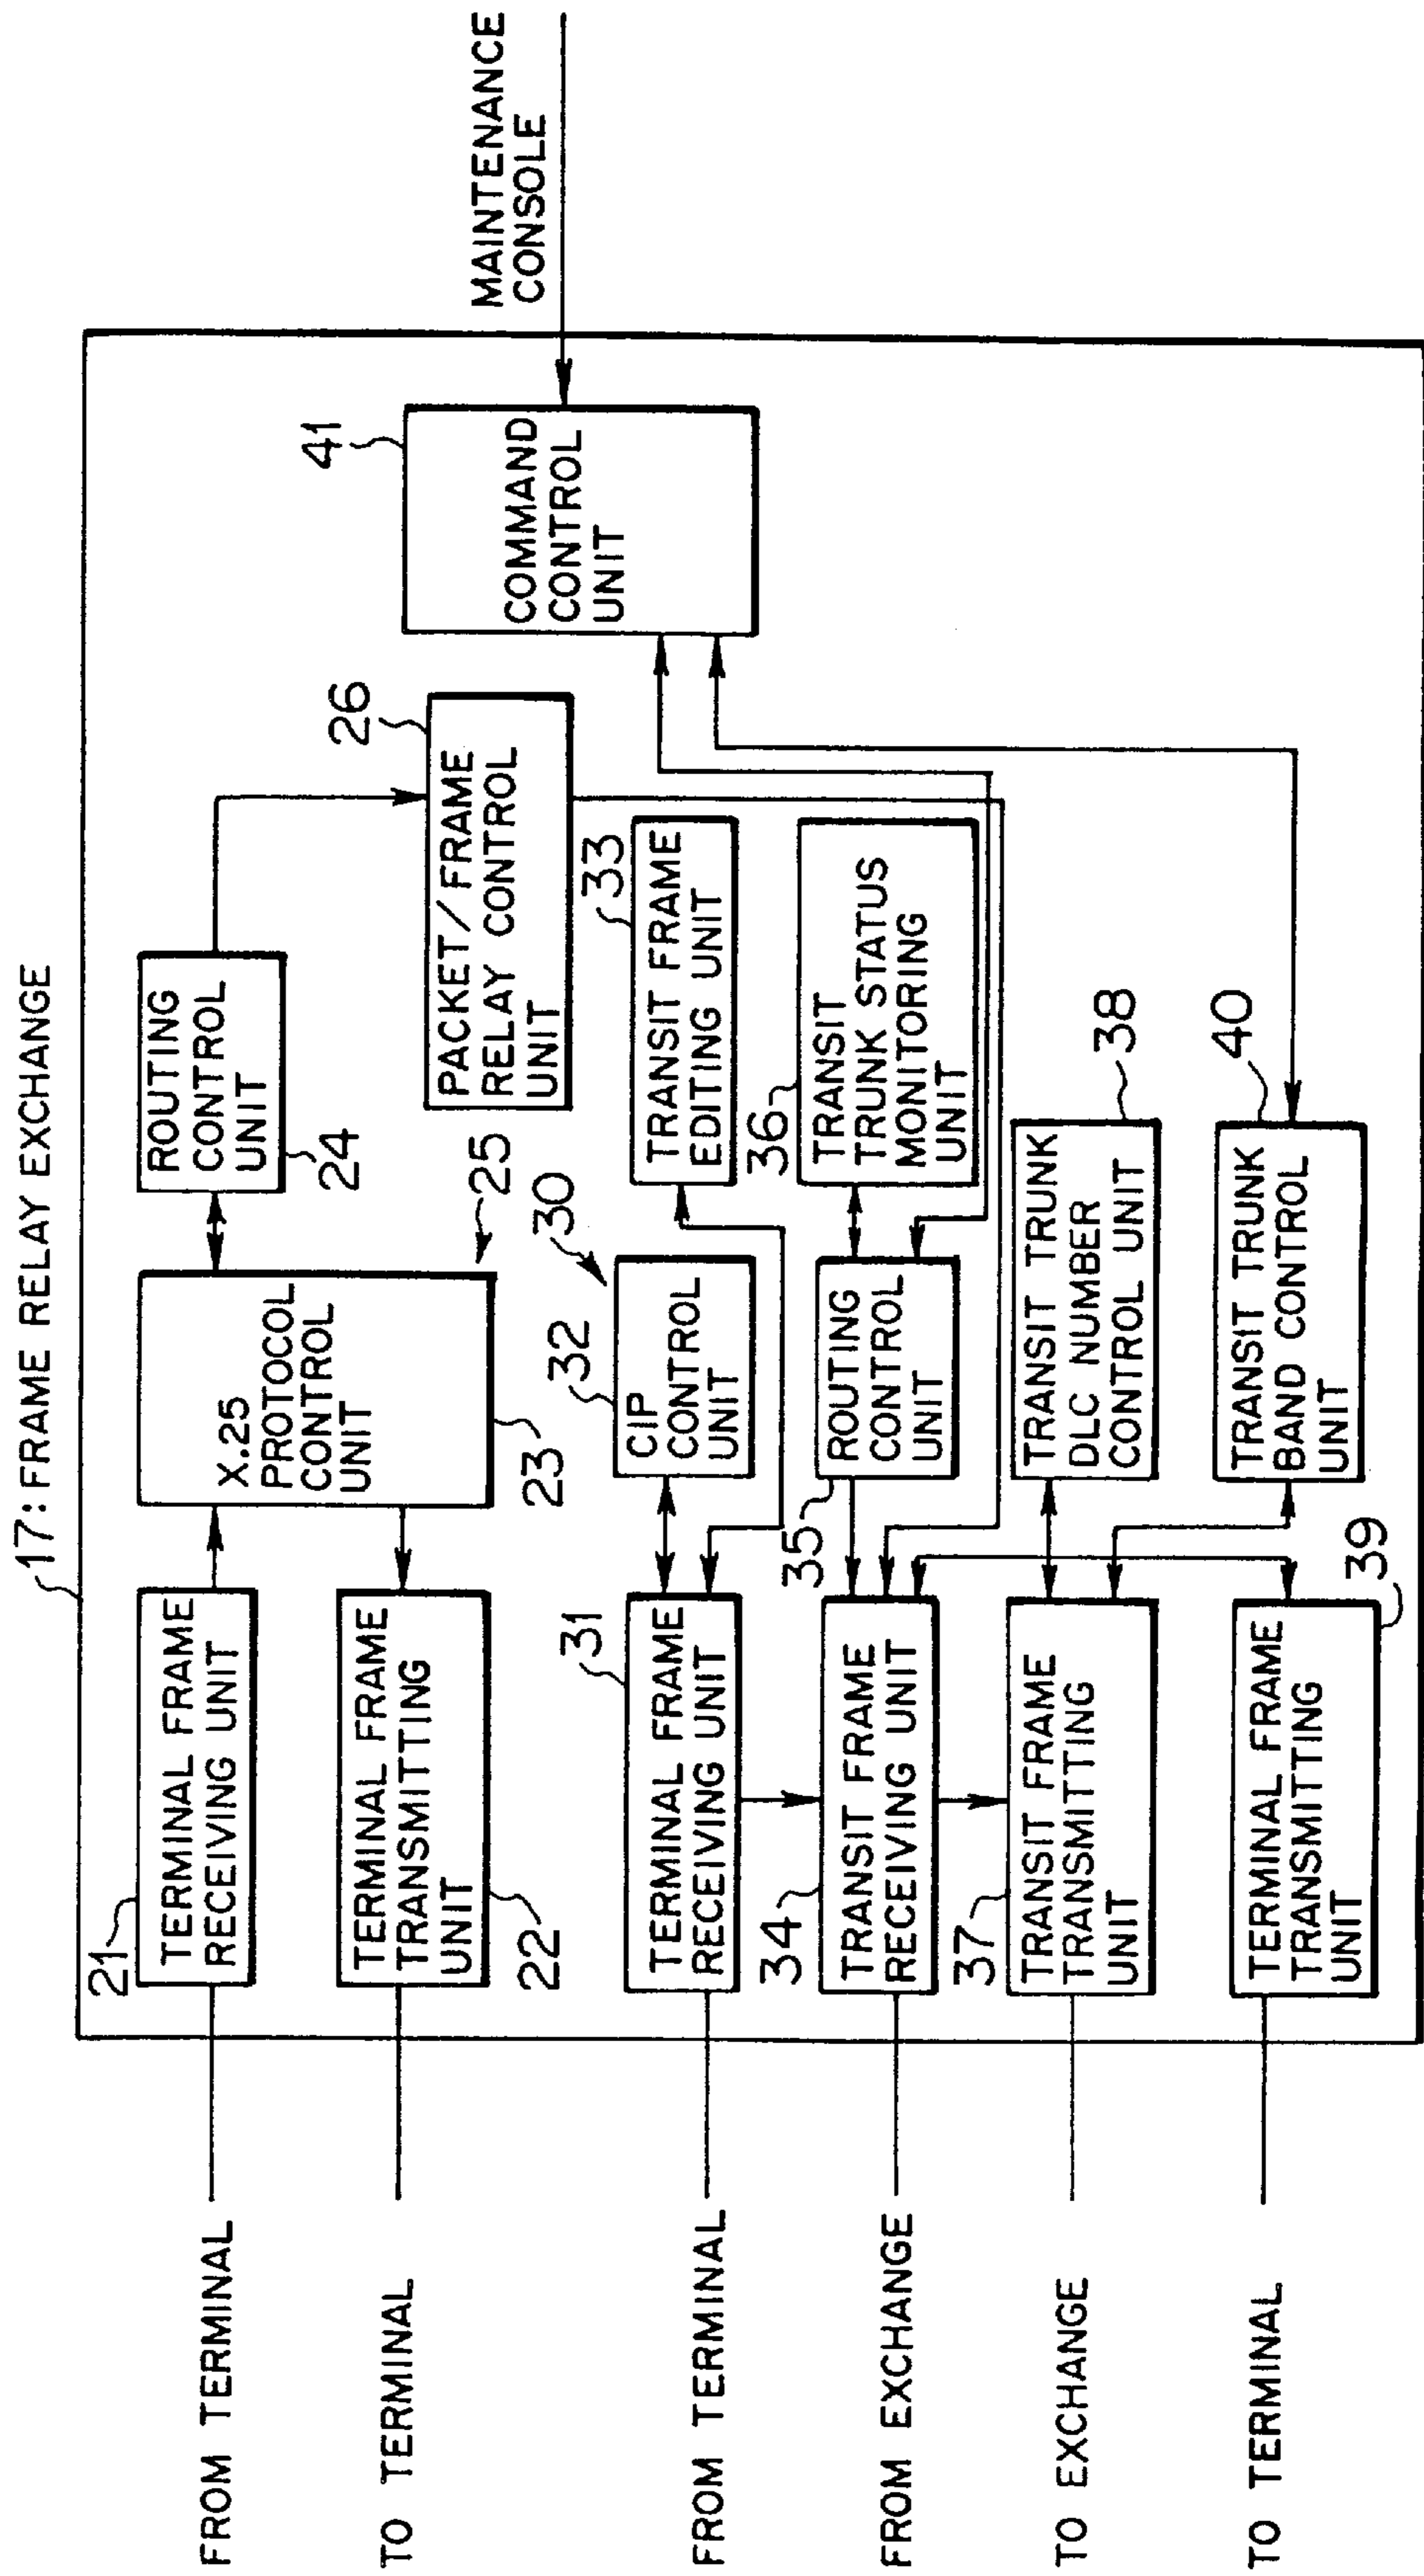 17: FRAME RELAY EXCHANGE
FROM TERMINAL
21
TERMINAL FRAME
RECEIVING UNIT
X.25
PROTOCOL
CONTROL
UNIT
23
25
ROUTING
CONTROL
UNIT
24
TO TERMINAL
TERMINAL FRAME
TRANSMITTING
UNIT
22
26
PACKET/FRAME
RELAY CONTROL
UNIT
41
COMMAND
CONTROL
UNIT
MAINTENANCE
CONSOLE
FROM TERMINAL
31
TERMINAL FRAME
RECEIVING UNIT
32
CIP
CONTROL
UNIT
30
33
TRANSIT FRAME
EDITING UNIT
FROM EXCHANGE
34
TRANSIT FRAME
RECEIVING UNIT
35
ROUTING
CONTROL
UNIT
36
TRANSIT
TRUNK STATUS
MONITORING
UNIT
TO EXCHANGE
37
TRANSIT FRAME
TRANSMITTING
UNIT
TRANSIT TRUNK
DLC NUMBER
CONTROL UNIT
38
TO TERMINAL
TERMINAL FRAME
TRANSMITTING
UNIT
39
TRANSIT TRUNK
BAND CONTROL
UNIT
40